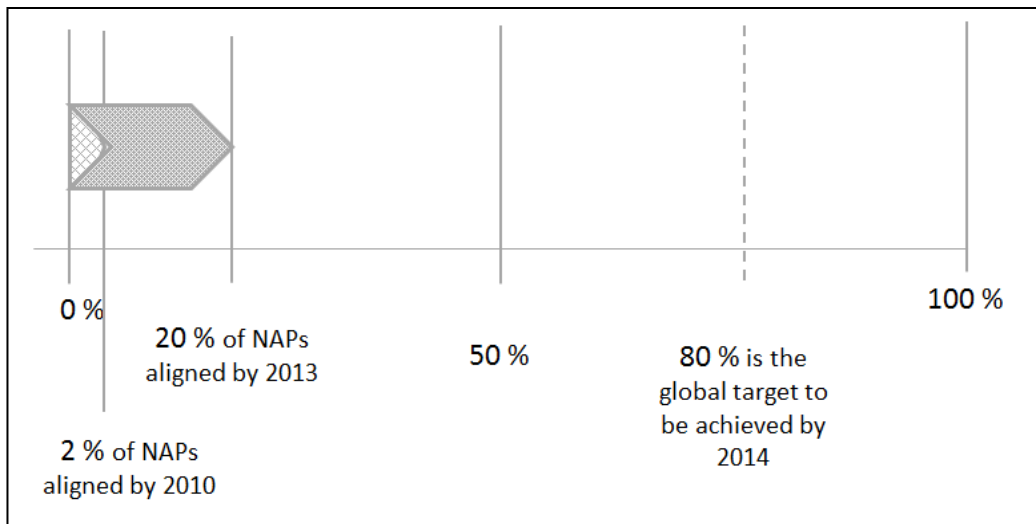 0 %
20 % of NAPs
aligned by 2013
2 % of NAPs
aligned by 2010
50 %
80 % is the
global target to
be achieved by
2014
100 %